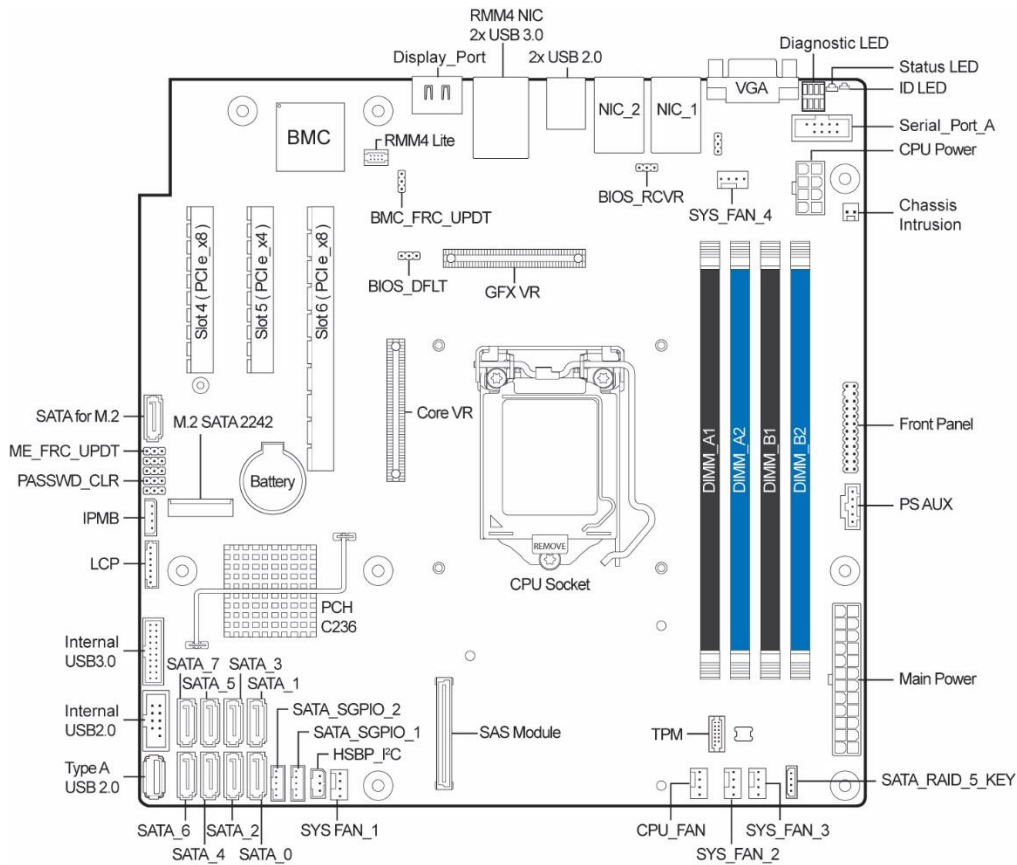 RMM4 NIC
2x USB 3.0
Display_Port
2x USB 2.0
Diagnostic LED
Status LED
ID LED
VGA
NIC_2
NIC_1
BMC
RMM4 Lite
Serial_Port_A
CPU Power
BMC_FRC_UPDT
BIOS_RCVR
SYS_FAN_4
Chassis
Intrusion
BIOS_DFLT
GFX VR
Slot 4 ( PCI e_x8)
Slot 5 ( PCI e_x4)
Slot 6 ( PCI e_x8)
SATA for M.2
M.2 SATA 2242
Core VR
DIMM_A1
DIMM_A2
DIMM_B1
DIMM_B2
Front Panel
ME_FRC_UPDT
PASSWD_CLR
Battery
IPMB
PS AUX
LCP
REMOVE
CPU Socket
PCH
C236
Internal
USB3.0
SATA_7
SATA_3
SATA_5
SATA_1
Main Power
Internal
USB2.0
SATA_SGPIO_2
SATA_SGPIO_1
HSBP_I²C
SAS Module
TPM
Type A
USB 2.0
SATA_RAID_5_KEY
SATA_6
SATA_2
SYS FAN_1
CPU_FAN
SYS_FAN_3
SATA_4
SATA_0
SYS_FAN_2